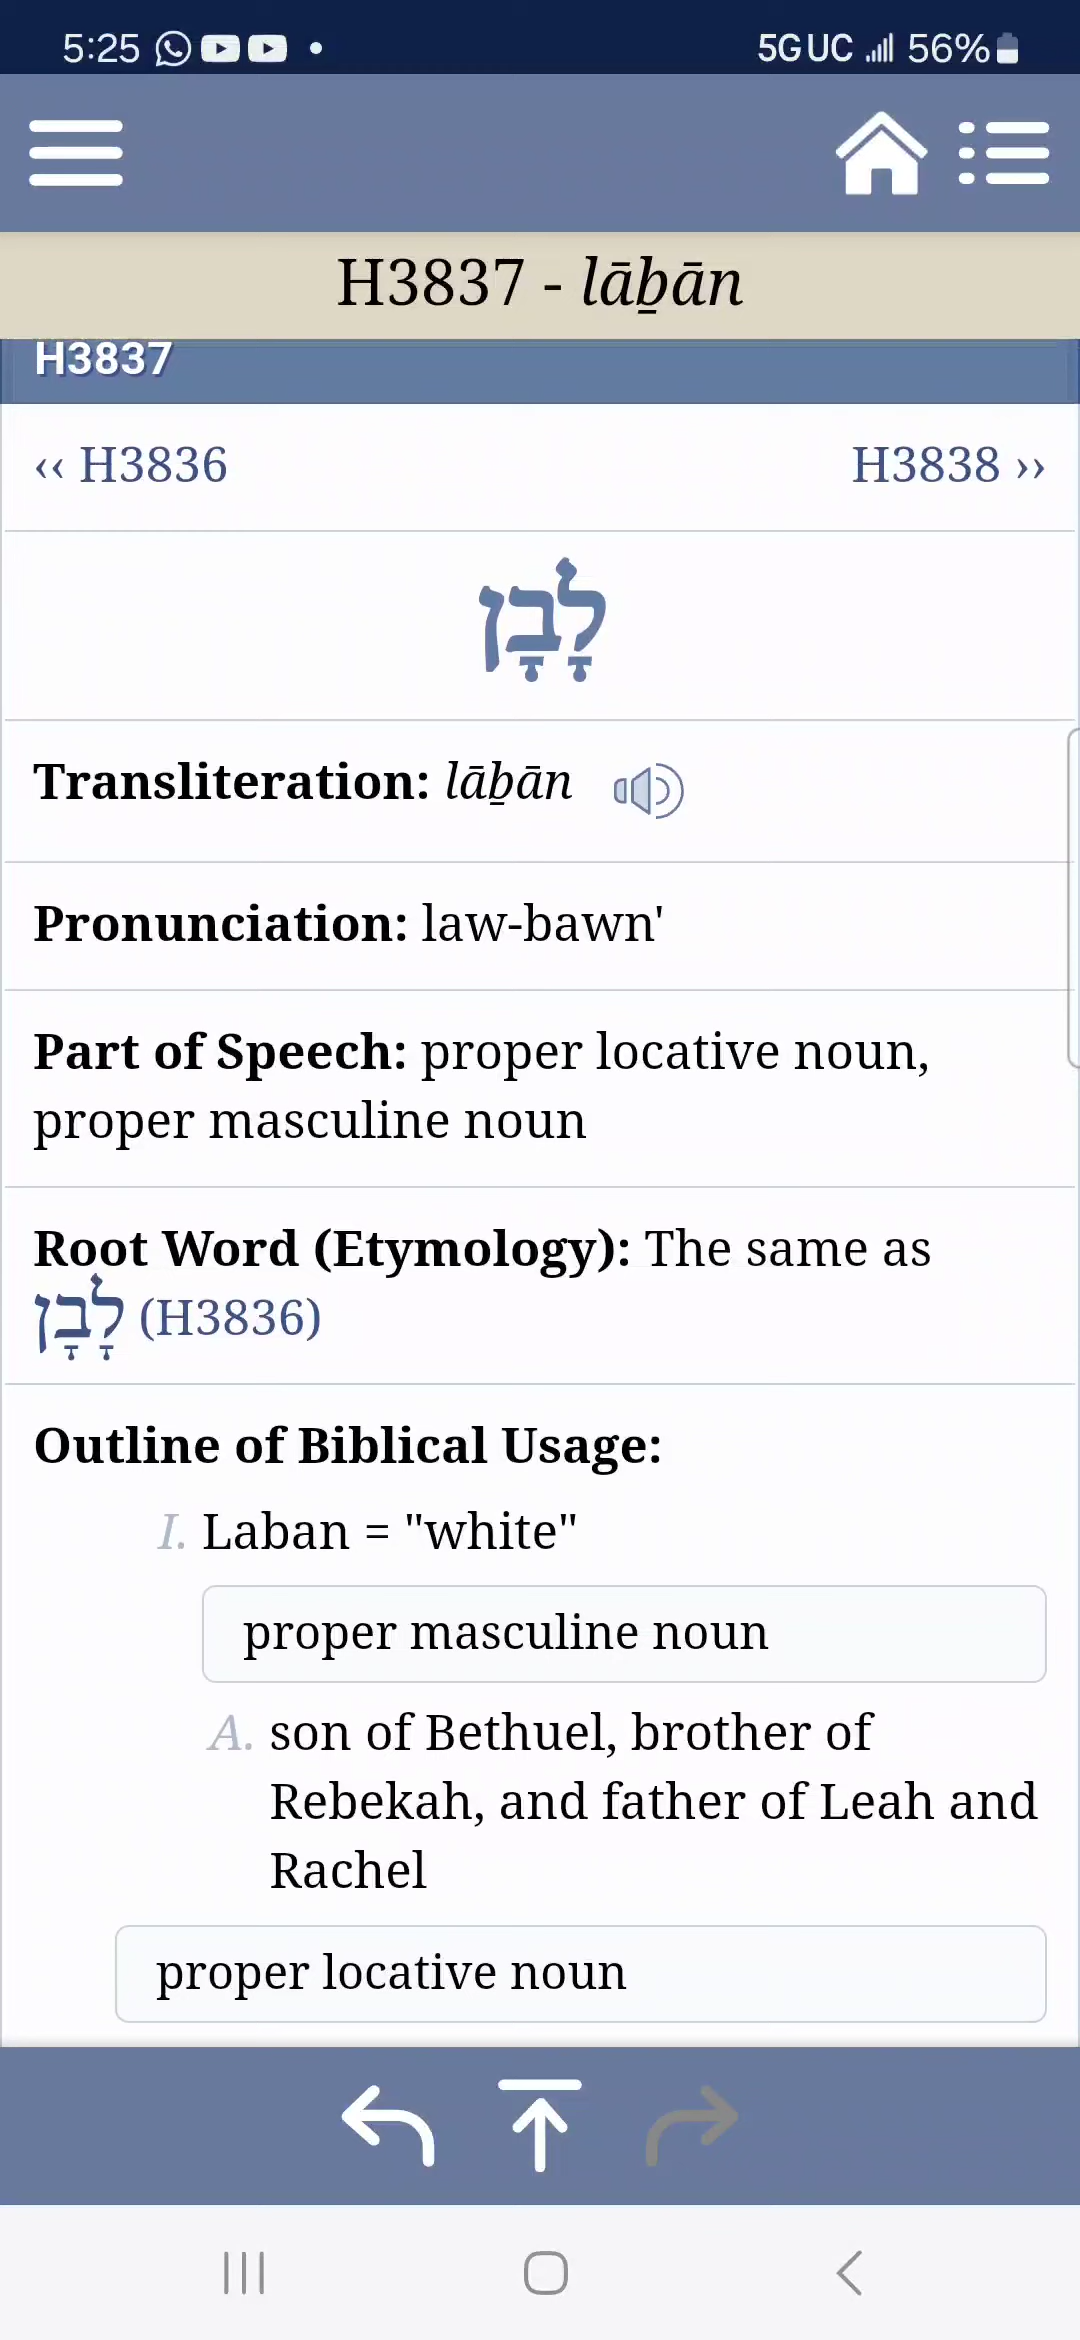 5:25 5G UC 56%
H3837 - lāḇān
H3837
‹‹ H3836 H3838 ››
לָבָן
Transliteration: lāḇān
Pronunciation: law-bawn'
Part of Speech: proper locative noun,
proper masculine noun
Root Word (Etymology): The same as
לָבָן (H3836)
Outline of Biblical Usage:
I. Laban = "white"
proper masculine noun
A. son of Bethuel, brother of
Rebekah, and father of Leah and
Rachel
proper locative noun